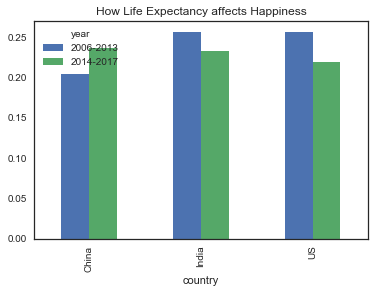 How Life Expectancy affects Happiness
year
2006-2013
2014-2017
0.25
0.20
0.15
0.10
0.05
0.00
China
India
US
country